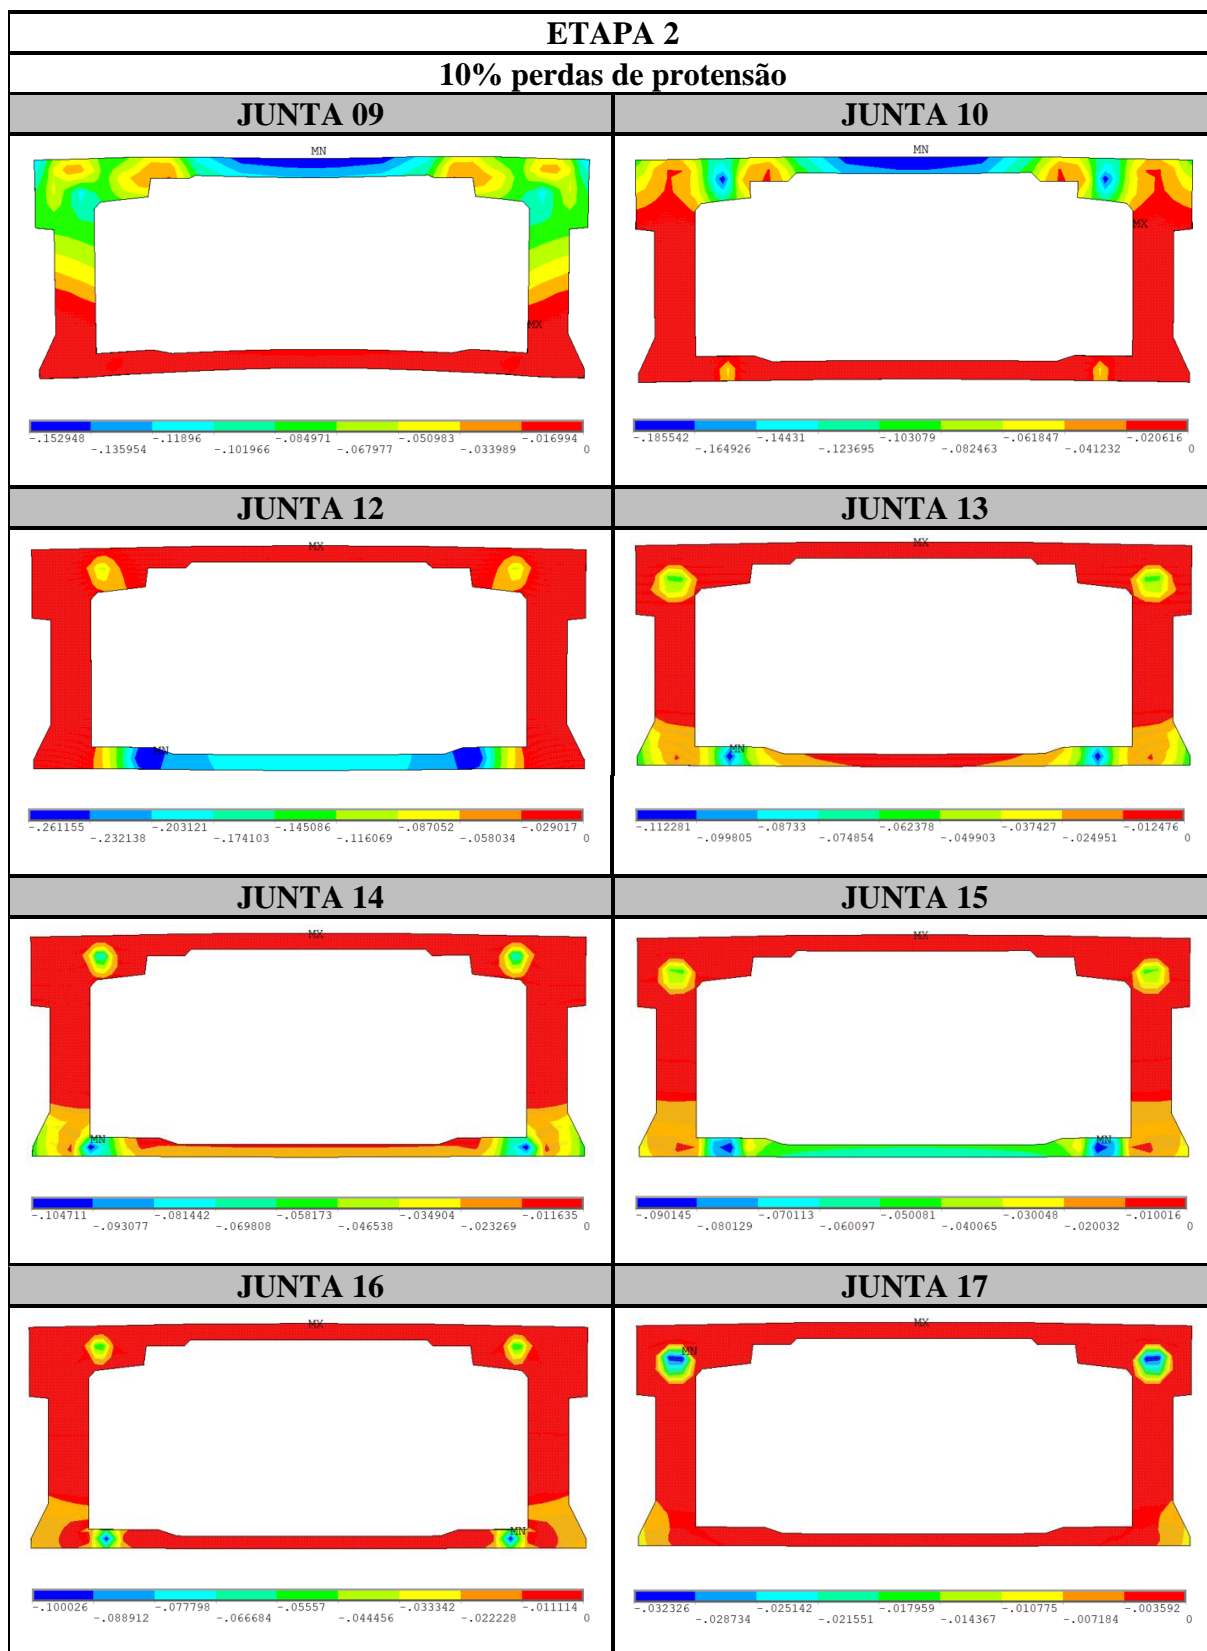 ETAPA 2
10% perdas de protensão
JUNTA 09 JUNTA 10
MN MN
MX MX
-.152948 -.11896 -.084971 -.050983 -.016994 -.185542 -.14431 -.103079 -.061847 -.020616
-.135954 -.101966 -.067977 -.033989 0 -.164926 -.123695 -.082463 -.041232 0
JUNTA 12 JUNTA 13
MX MX
MN MN
-.261155 -.203121 -.145086 -.087052 -.029017 -.112281 -.08733 -.062378 -.037427 -.012476
-.232138 -.174103 -.116069 -.058034 0 -.099805 -.074854 -.049903 -.024951 0
JUNTA 14 JUNTA 15
MX MX
MN MN
-.104711 -.081442 -.058173 -.034904 -.011635 -.090145 -.070113 -.050081 -.030048 -.010016
-.093077 -.069808 -.046538 -.023269 0 -.080129 -.060097 -.040065 -.020032 0
JUNTA 16 JUNTA 17
MX MX
MN MN
-.100026 -.077798 -.05557 -.033342 -.011114 -.032326 -.025142 -.017959 -.010775 -.003592
-.088912 -.066684 -.044456 -.022228 0 -.028734 -.021551 -.014367 -.007184 0